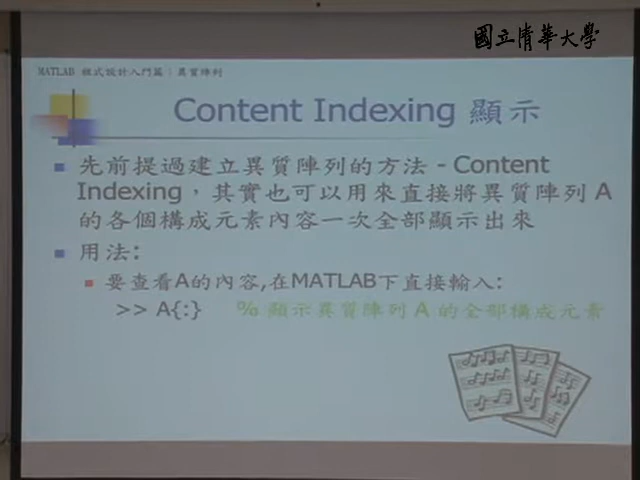 國立清華大學
MATLAB 程式設計入門篇：異質陣列
Content Indexing 顯示
先前提過建立異質陣列的方法 - Content
Indexing，其實也可以用來直接將異質陣列 A
的各個構成元素內容一次全部顯示出來
用法:
要查看A的內容,在MATLAB下直接輸入:
>> A{:} % 顯示異質陣列 A 的全部構成元素